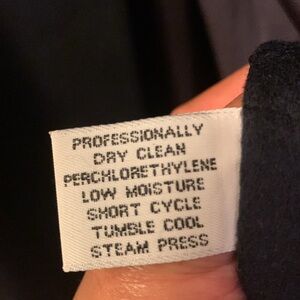 PROFESSIONALLY
DRY CLEAN
PERCHLORETHYLENE
LOW MOISTURE
SHORT CYCLE
TUMBLE COOL
STEAM PRESS